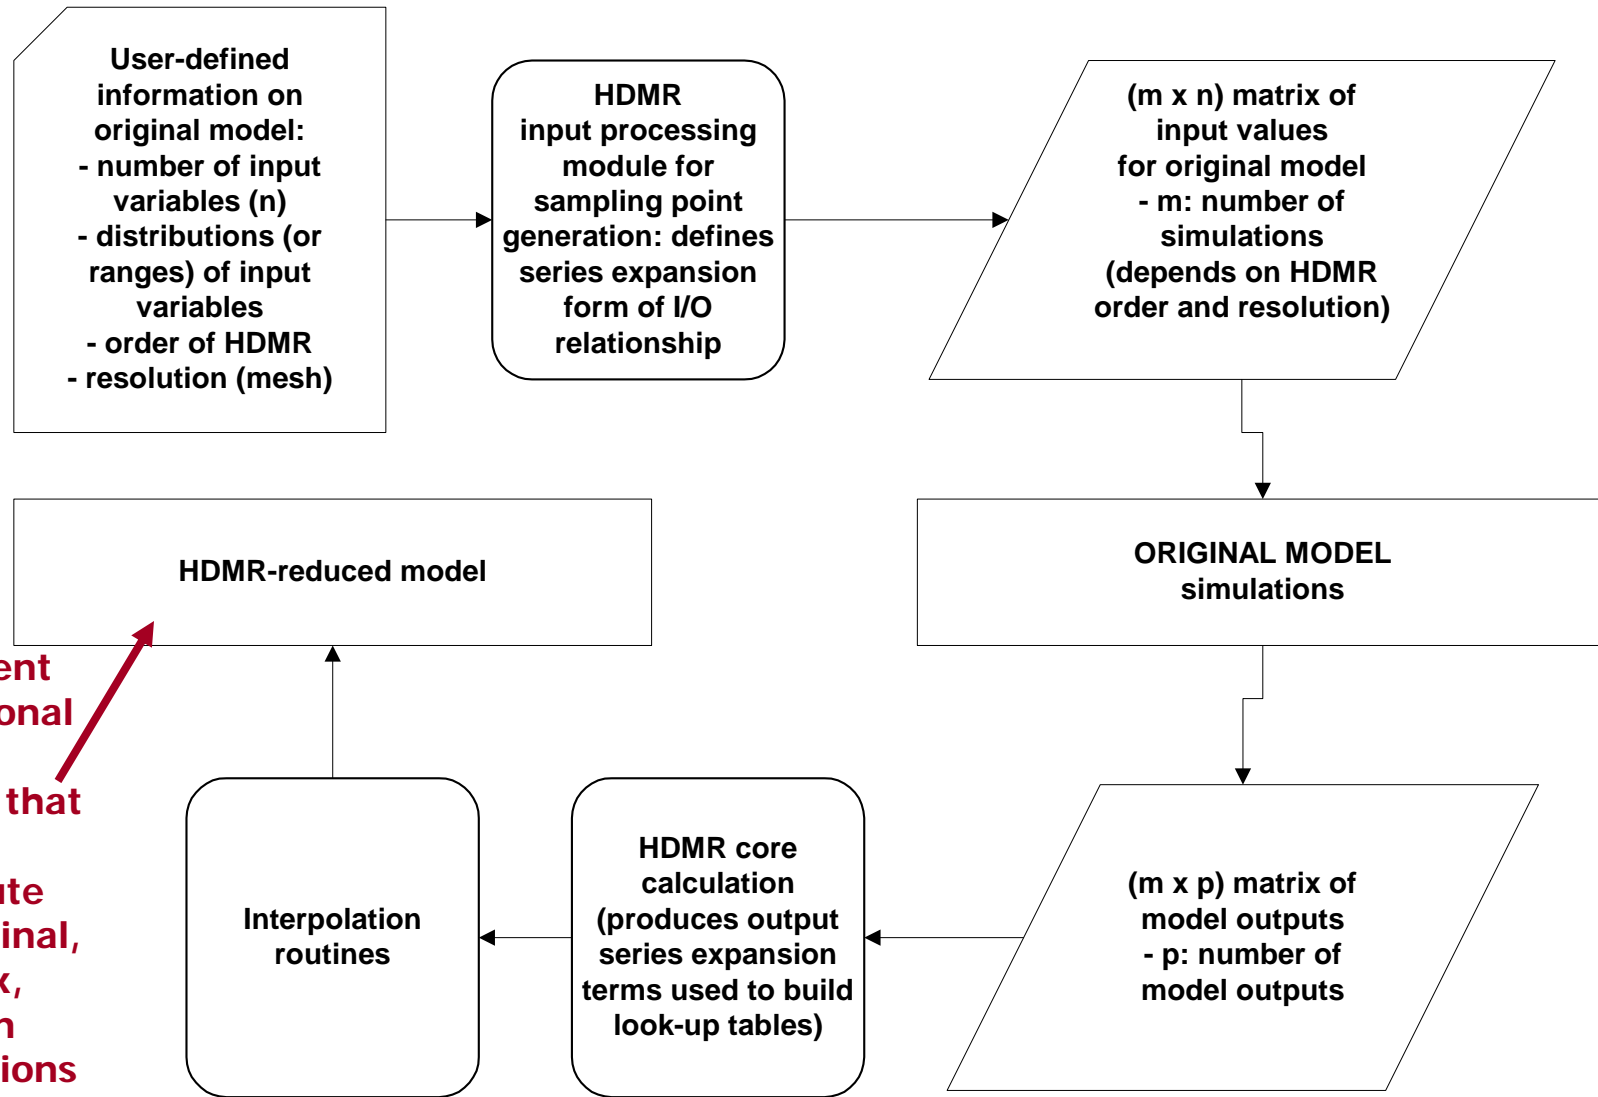 User-defined
information on
original model:
- number of input
variables (n)
- distributions (or
ranges) of input
variables
- order of HDMR
- resolution (mesh)
HDMR
input processing
module for
sampling point
generation: defines
series expansion
form of I/O
relationship
(m x n) matrix of
input values
for original model
- m: number of
simulations
(depends on HDMR
order and resolution)
ORIGINAL MODEL
simulations
(m x p) matrix of
model outputs
- p: number of
model outputs
HDMR core
calculation
(produces output
series expansion
terms used to build
look-up tables)
Interpolation
routines
HDMR-reduced model
ent
onal
that
ute
inal,
x,
n
ions